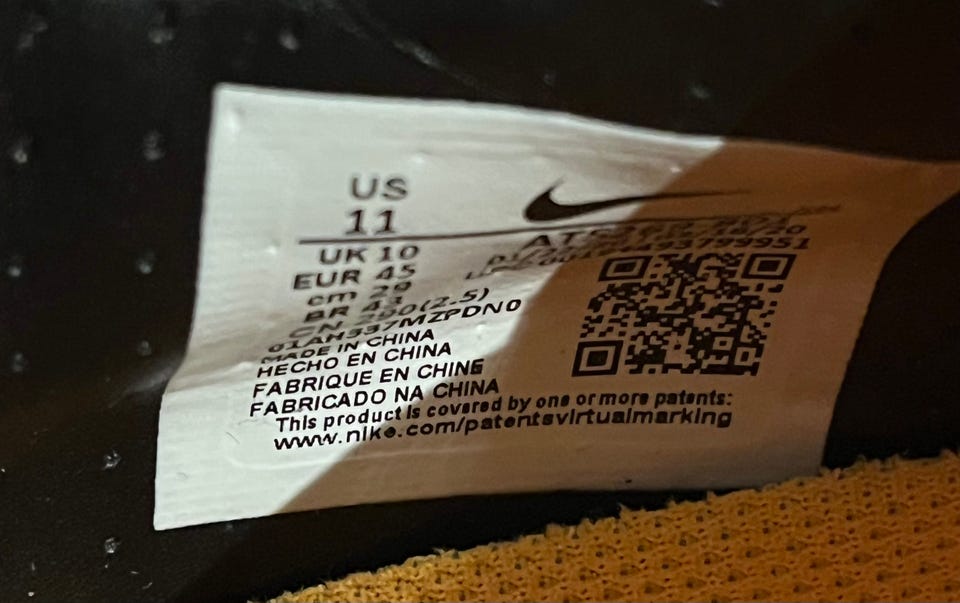 US
11
UK 10
EUR 45
cm 29
BR 43
CN 290(2.5)
MADE IN CHINA
HECHO EN CHINA
FABRIQUE EN CHINE
FABRICADO NA CHINA
This product is covered by one or more patents:
www.nike.com/patentsvirtualmarking